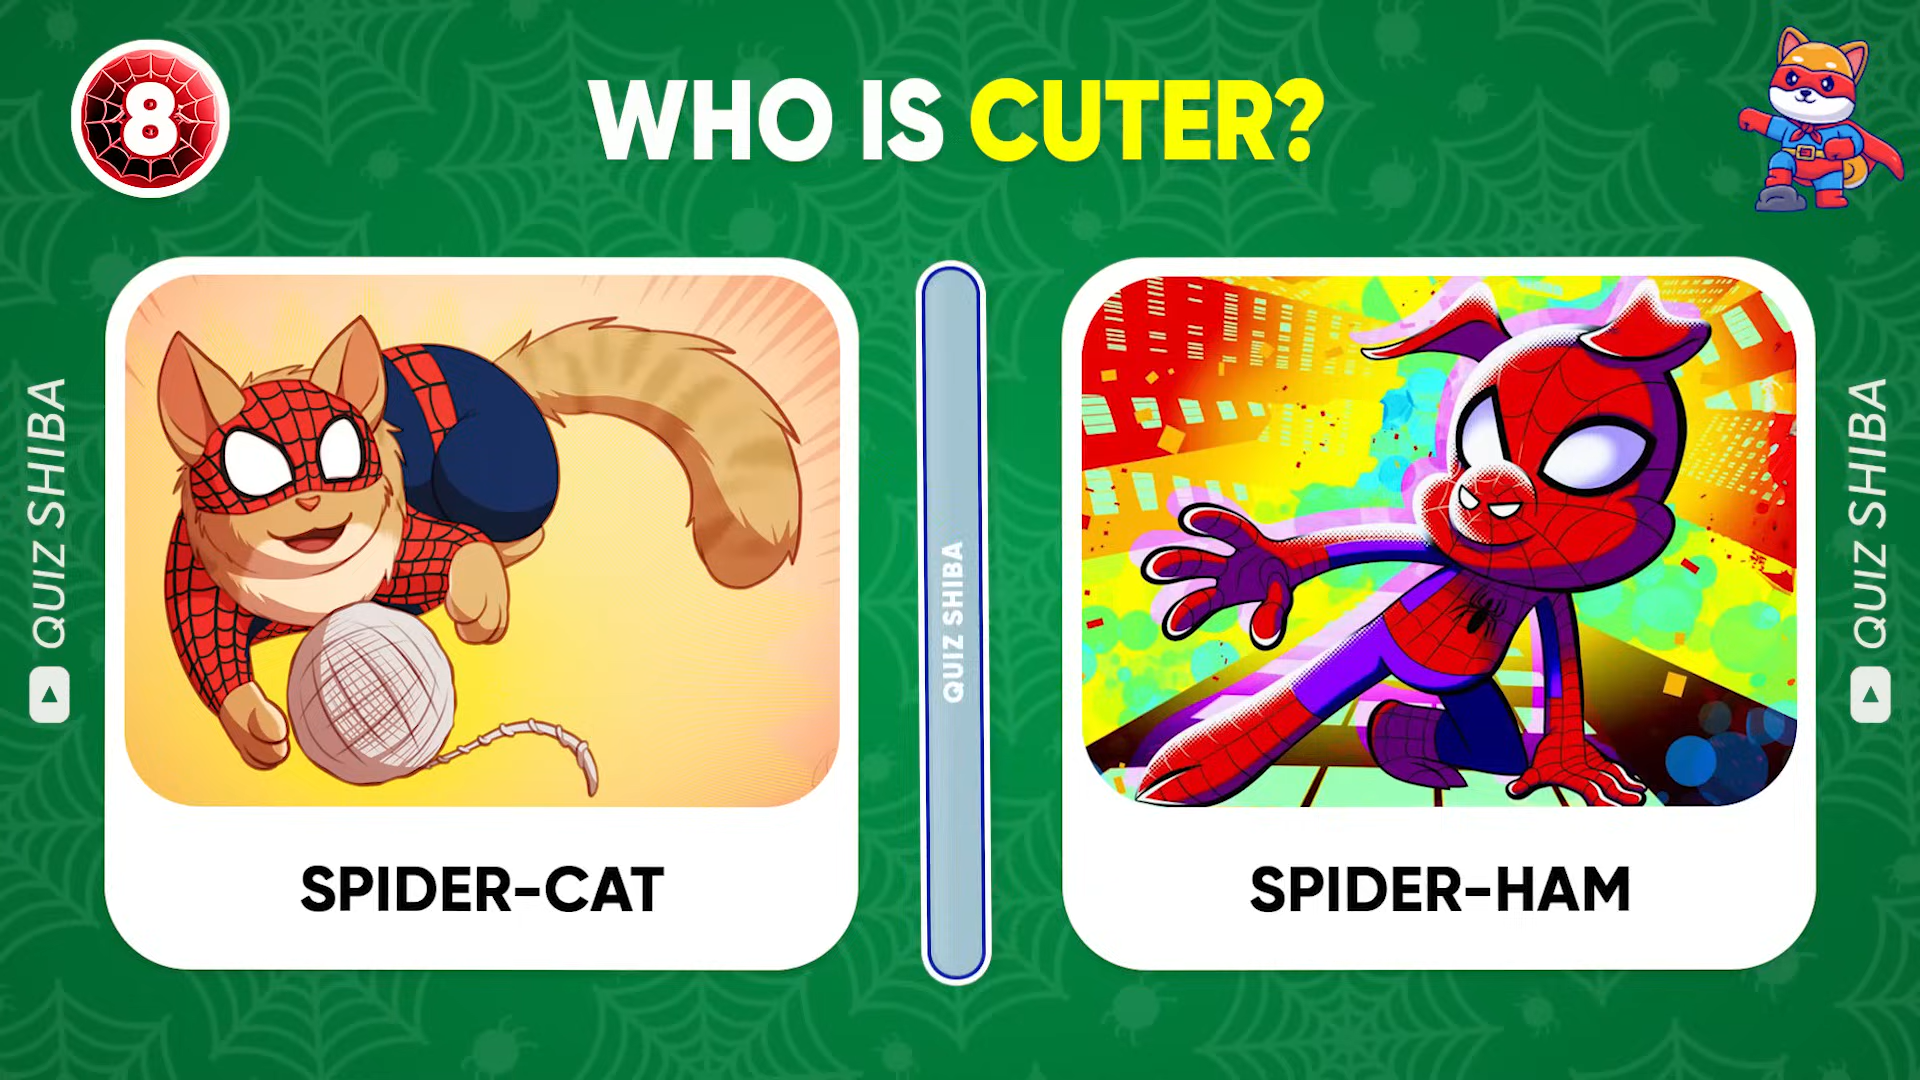 8
WHO IS CUTER?
QUIZ SHIBA
QUIZ SHIBA
QUIZ SHIBA
SPIDER-CAT
SPIDER-HAM